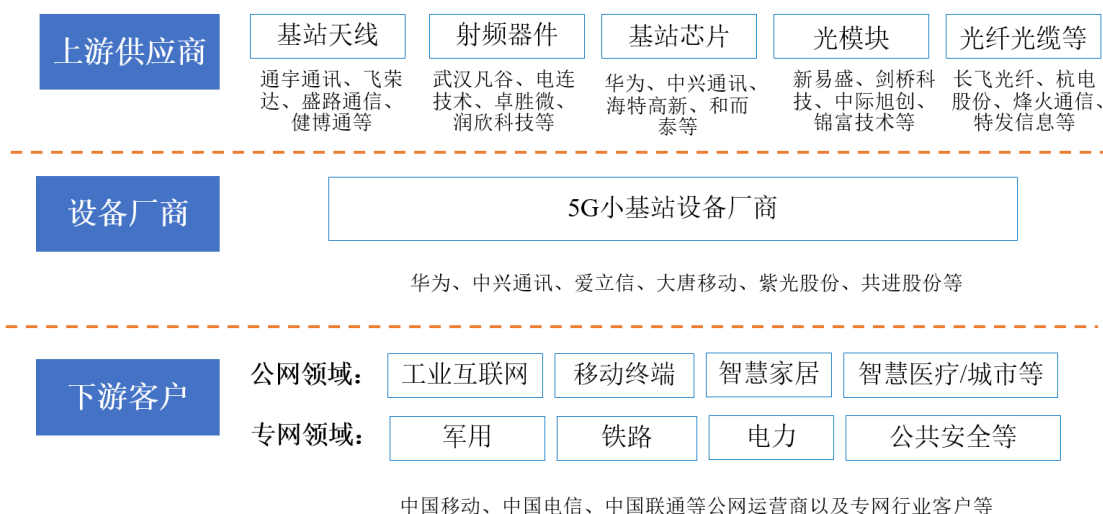 上游供应商
基站天线
射频器件
基站芯片
光模块
光纤光缆等
通宇通讯、飞荣
达、盛路通信、
健博通等
武汉凡谷、电连
技术、卓胜微、
润欣科技等
华为、中兴通讯、
海特高新、和而
泰等
新易盛、剑桥科
技、中际旭创、
锦富技术等
长飞光纤、杭电
股份、烽火通信、
特发信息等
设备厂商
5G小基站设备厂商
华为、中兴通讯、爱立信、大唐移动、紫光股份、共进股份等
下游客户
公网领域：
工业互联网
移动终端
智慧家居
智慧医疗/城市等
专网领域：
军用
铁路
电力
公共安全等
中国移动、中国电信、中国联通等公网运营商以及专网行业客户等